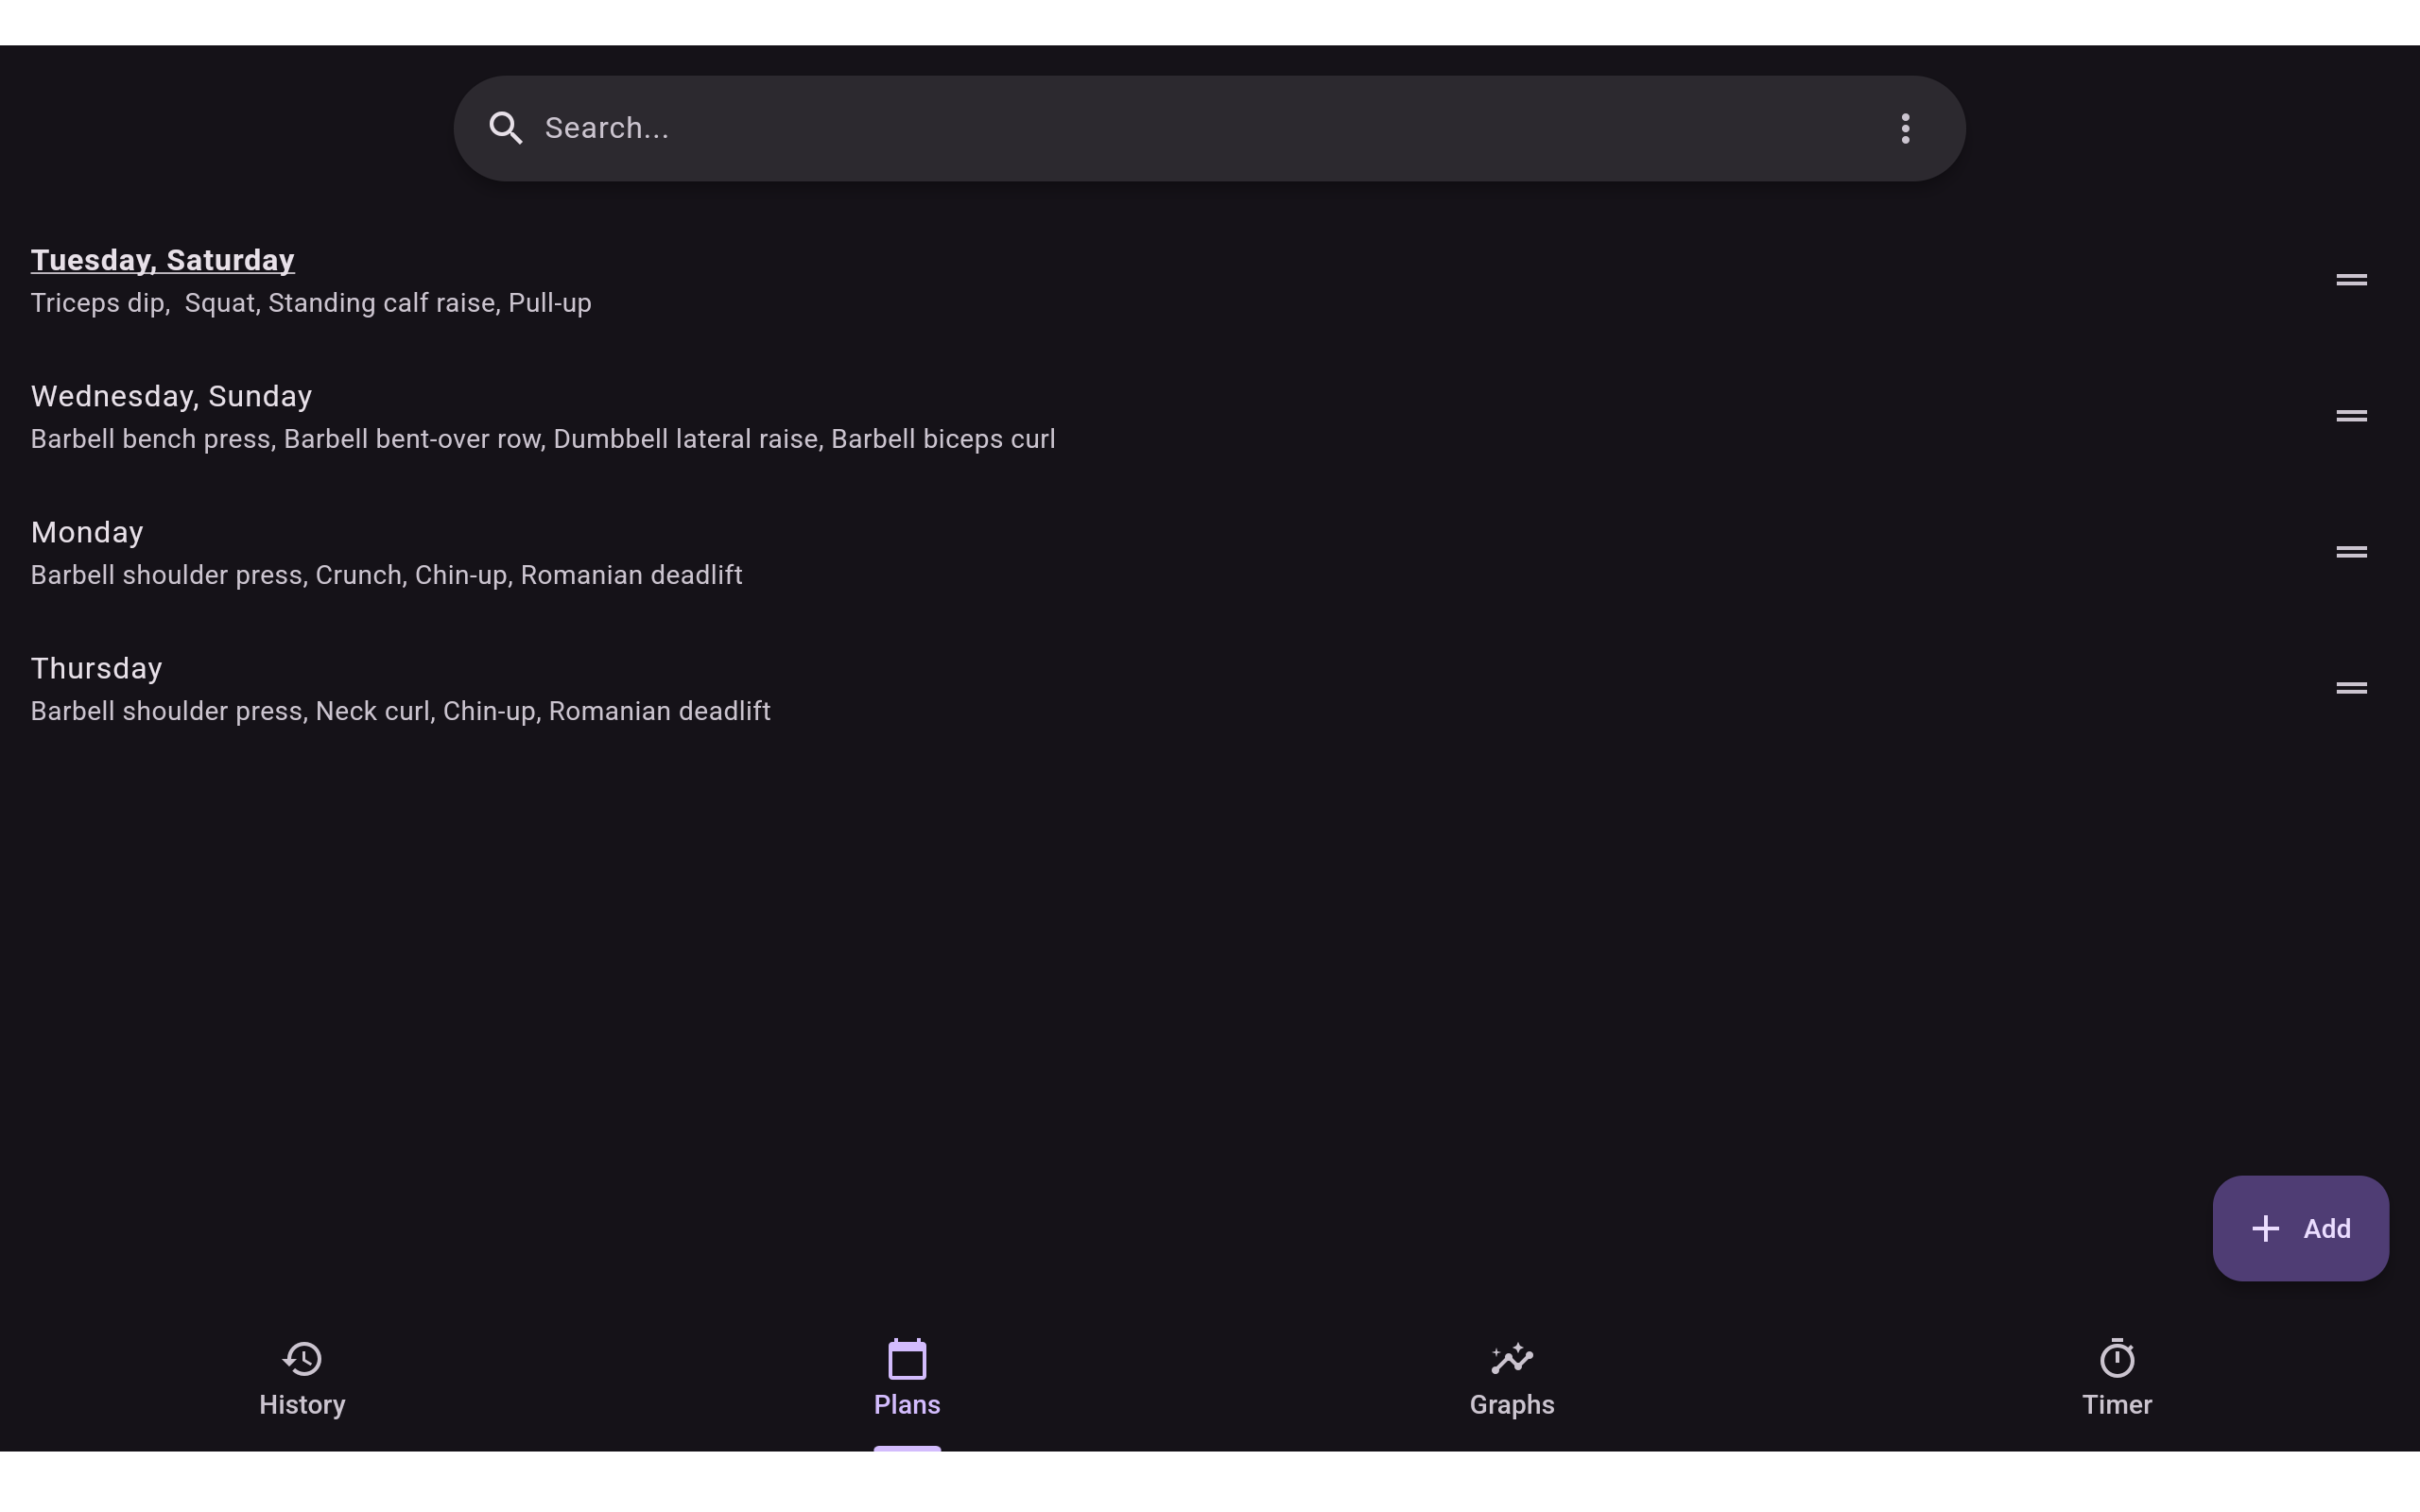 Search...
Tuesday, Saturday
Triceps dip,  Squat, Standing calf raise, Pull-up
Wednesday, Sunday
Barbell bench press, Barbell bent-over row, Dumbbell lateral raise, Barbell biceps curl
Monday
Barbell shoulder press, Crunch, Chin-up, Romanian deadlift
Thursday
Barbell shoulder press, Neck curl, Chin-up, Romanian deadlift
Add
History
Plans
Graphs
Timer